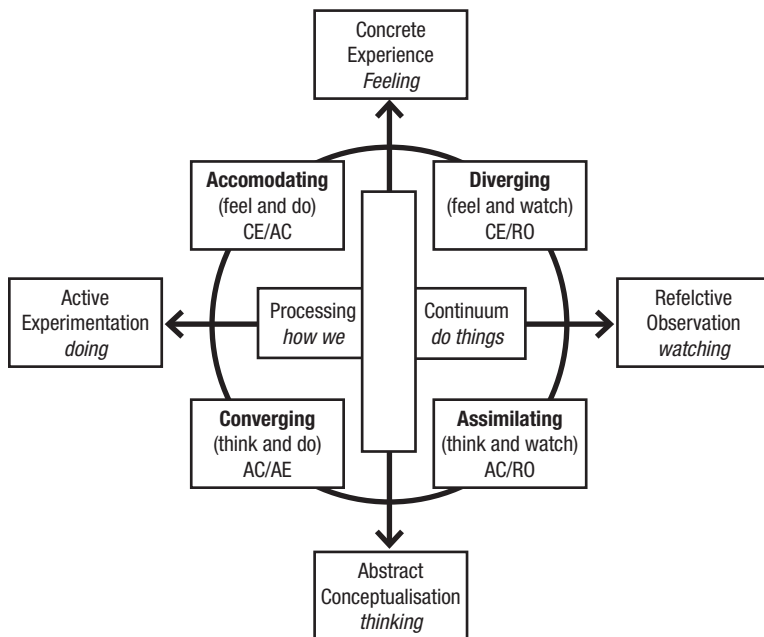 Concrete
Experience
Feeling
Accomodating
(feel and do)
CE/AC
Diverging
(feel and watch)
CE/RO
Active
Experimentation
doing
Processing
how we
Continuum
do things
Refelctive
Observation
watching
Converging
(think and do)
AC/AE
Assimilating
(think and watch)
AC/RO
Abstract
Conceptualisation
thinking